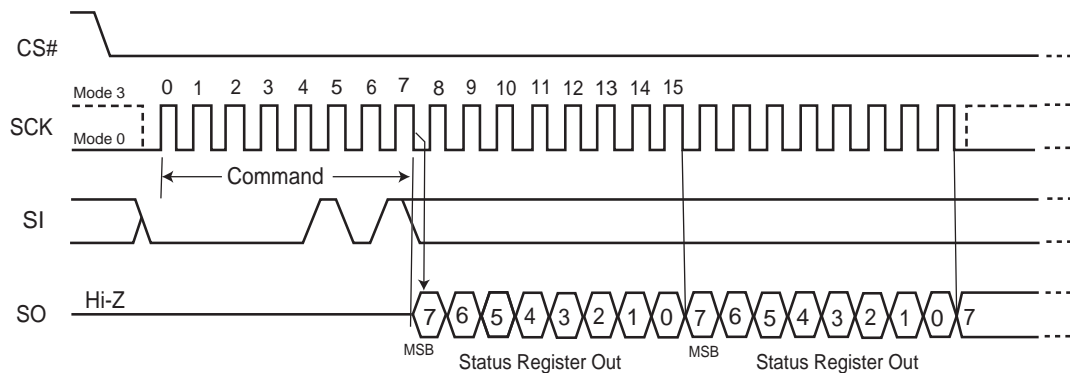 CS#
0 1 2 3 4 5 6 7 8 9 10 11 12 13 14 15
Mode 3
SCK
Mode 0
Command
SI
Hi-Z
SO
7 6 5 4 3 2 1 0 7 6 5 4 3 2 1 0 7
MSB Status Register Out MSB Status Register Out